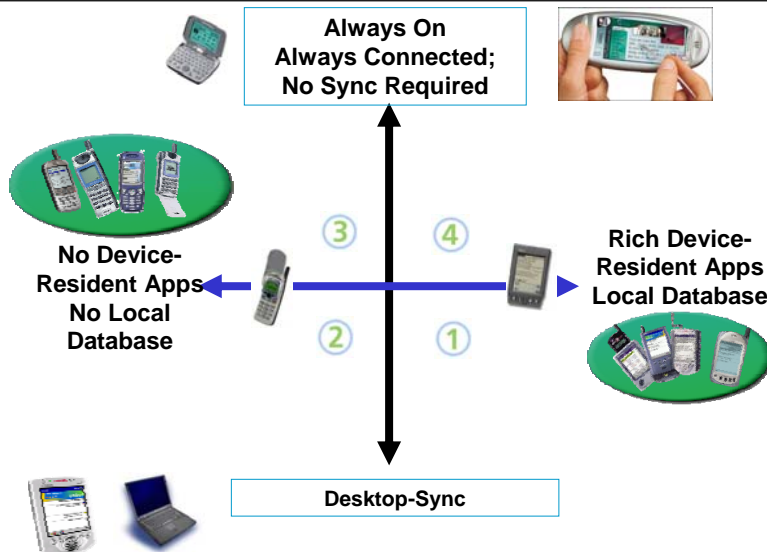 Always On
Always Connected;
No Sync Required
No Device-
Resident Apps
No Local
Database
3
4
Rich Device-
Resident Apps
Local Database
2
1
Desktop-Sync